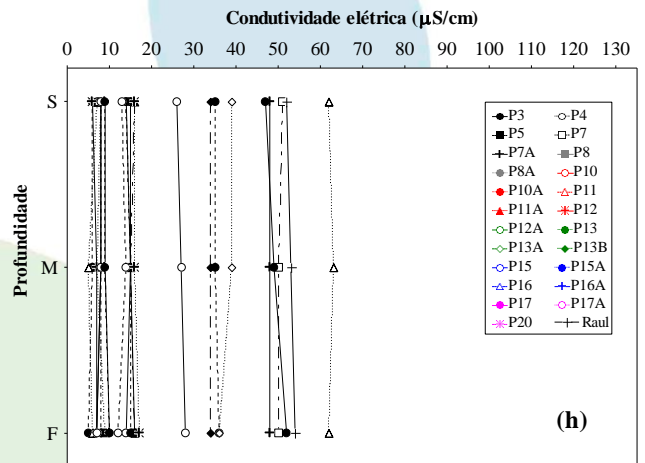 Condutividade elétrica (µS/cm)
0 10 20 30 40 50 60 70 80 90 100 110 120 130
S
M
F
Profundidade
P3 P4
P5 P7
P7A P8
P8A P10
P10A P11
P11A P12
P12A P13
P13A P13B
P15 P15A
P16 P16A
P17 P17A
P20 Raul
(h)